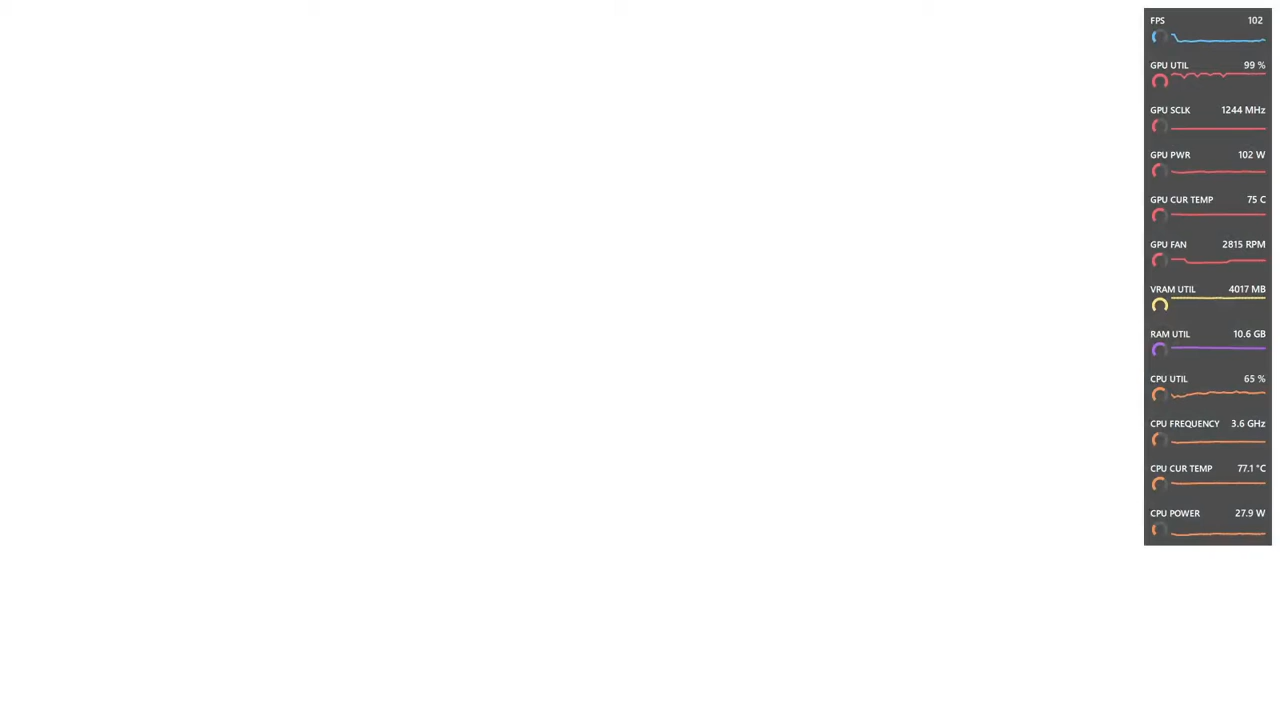 FPS 102
GPU UTIL 99 %
GPU SCLK 1244 MHz
GPU PWR 102 W
GPU CUR TEMP 75 C
GPU FAN 2815 RPM
VRAM UTIL 4017 MB
RAM UTIL 10.6 GB
CPU UTIL 65 %
CPU FREQUENCY 3.6 GHz
CPU CUR TEMP 77.1 °C
CPU POWER 27.9 W